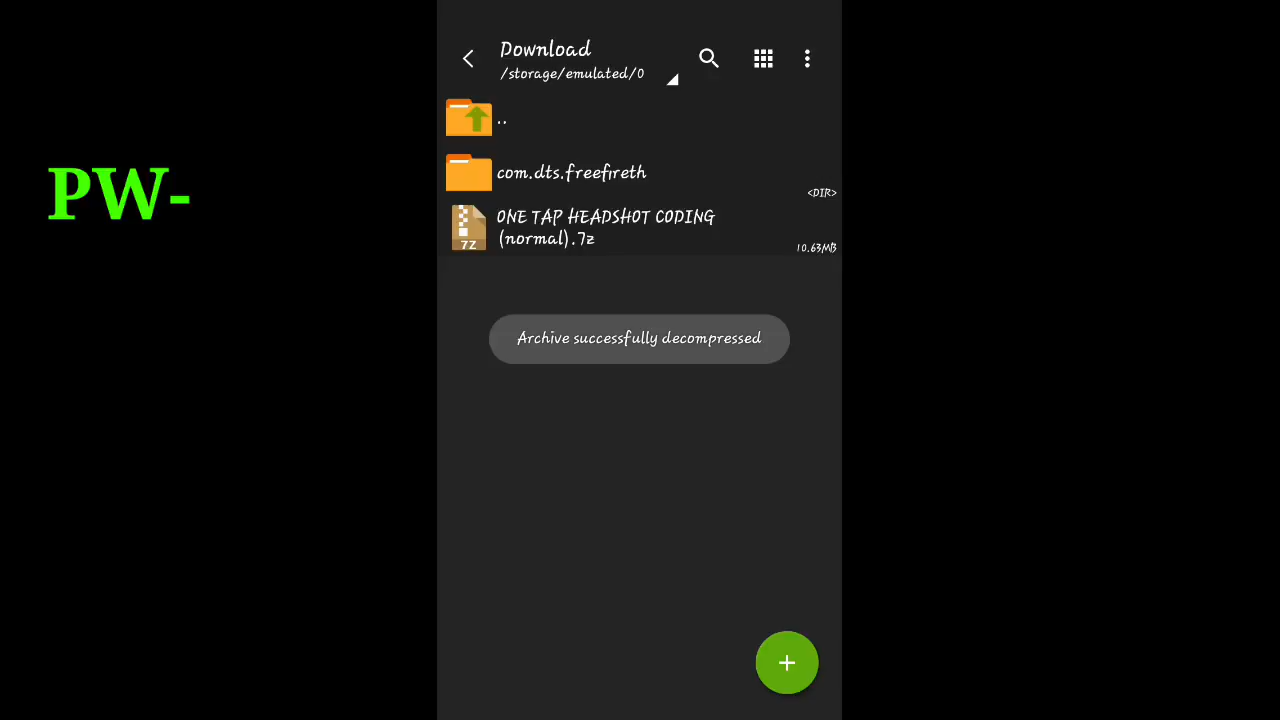 Download
/storage/emulated/0
PW-
..
com.dts.freefireth
<DIR>
ONE TAP HEADSHOT CODING
(normal).7z
7Z
10.63MB
Archive successfully decompressed